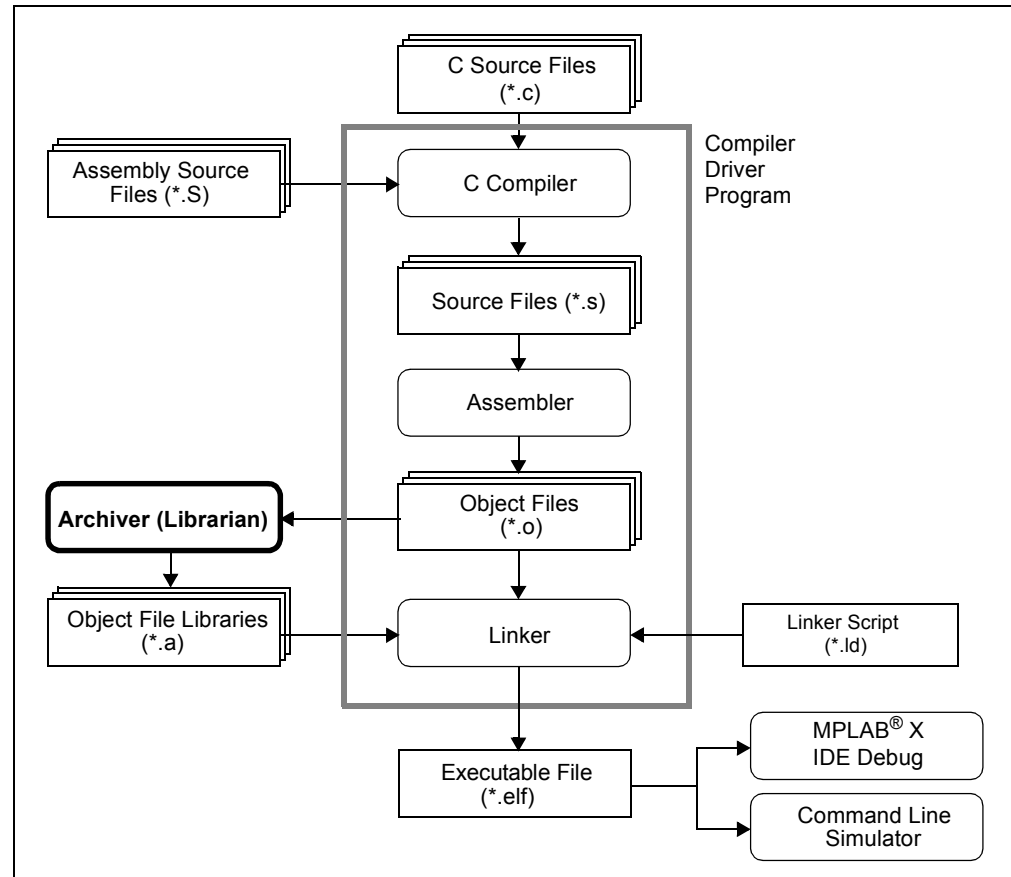 C Source Files
(*.c)
Compiler
Driver
Program
Assembly Source
Files (*.S)
C Compiler
Source Files (*.s)
Assembler
Object Files
(*.o)
Archiver (Librarian)
Object File Libraries
(*.a)
Linker
Linker Script
(*.ld)
Executable File
(*.elf)
MPLAB® X
IDE Debug
Command Line
Simulator